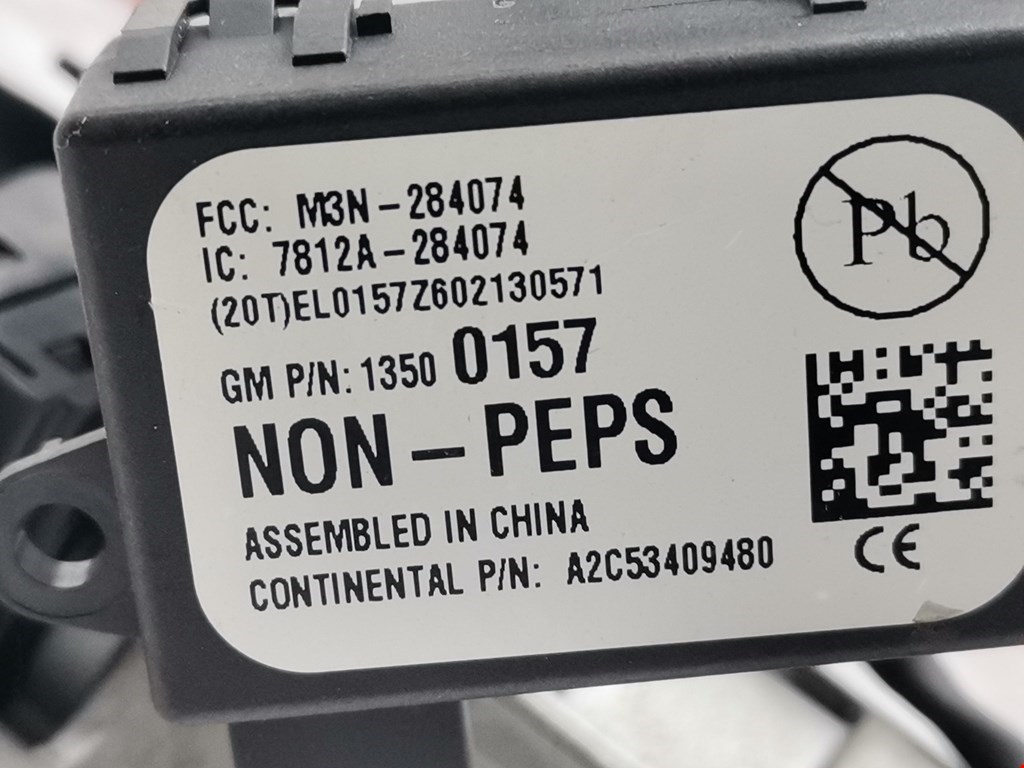 FCC: M3N-284074
IC: 7812A-284074
(20T)EL0157Z602130571
GM P/N: 1350 0157
NON-PEPS
ASSEMBLED IN CHINA
CONTINENTAL P/N: A2C53409480
Pb
CE